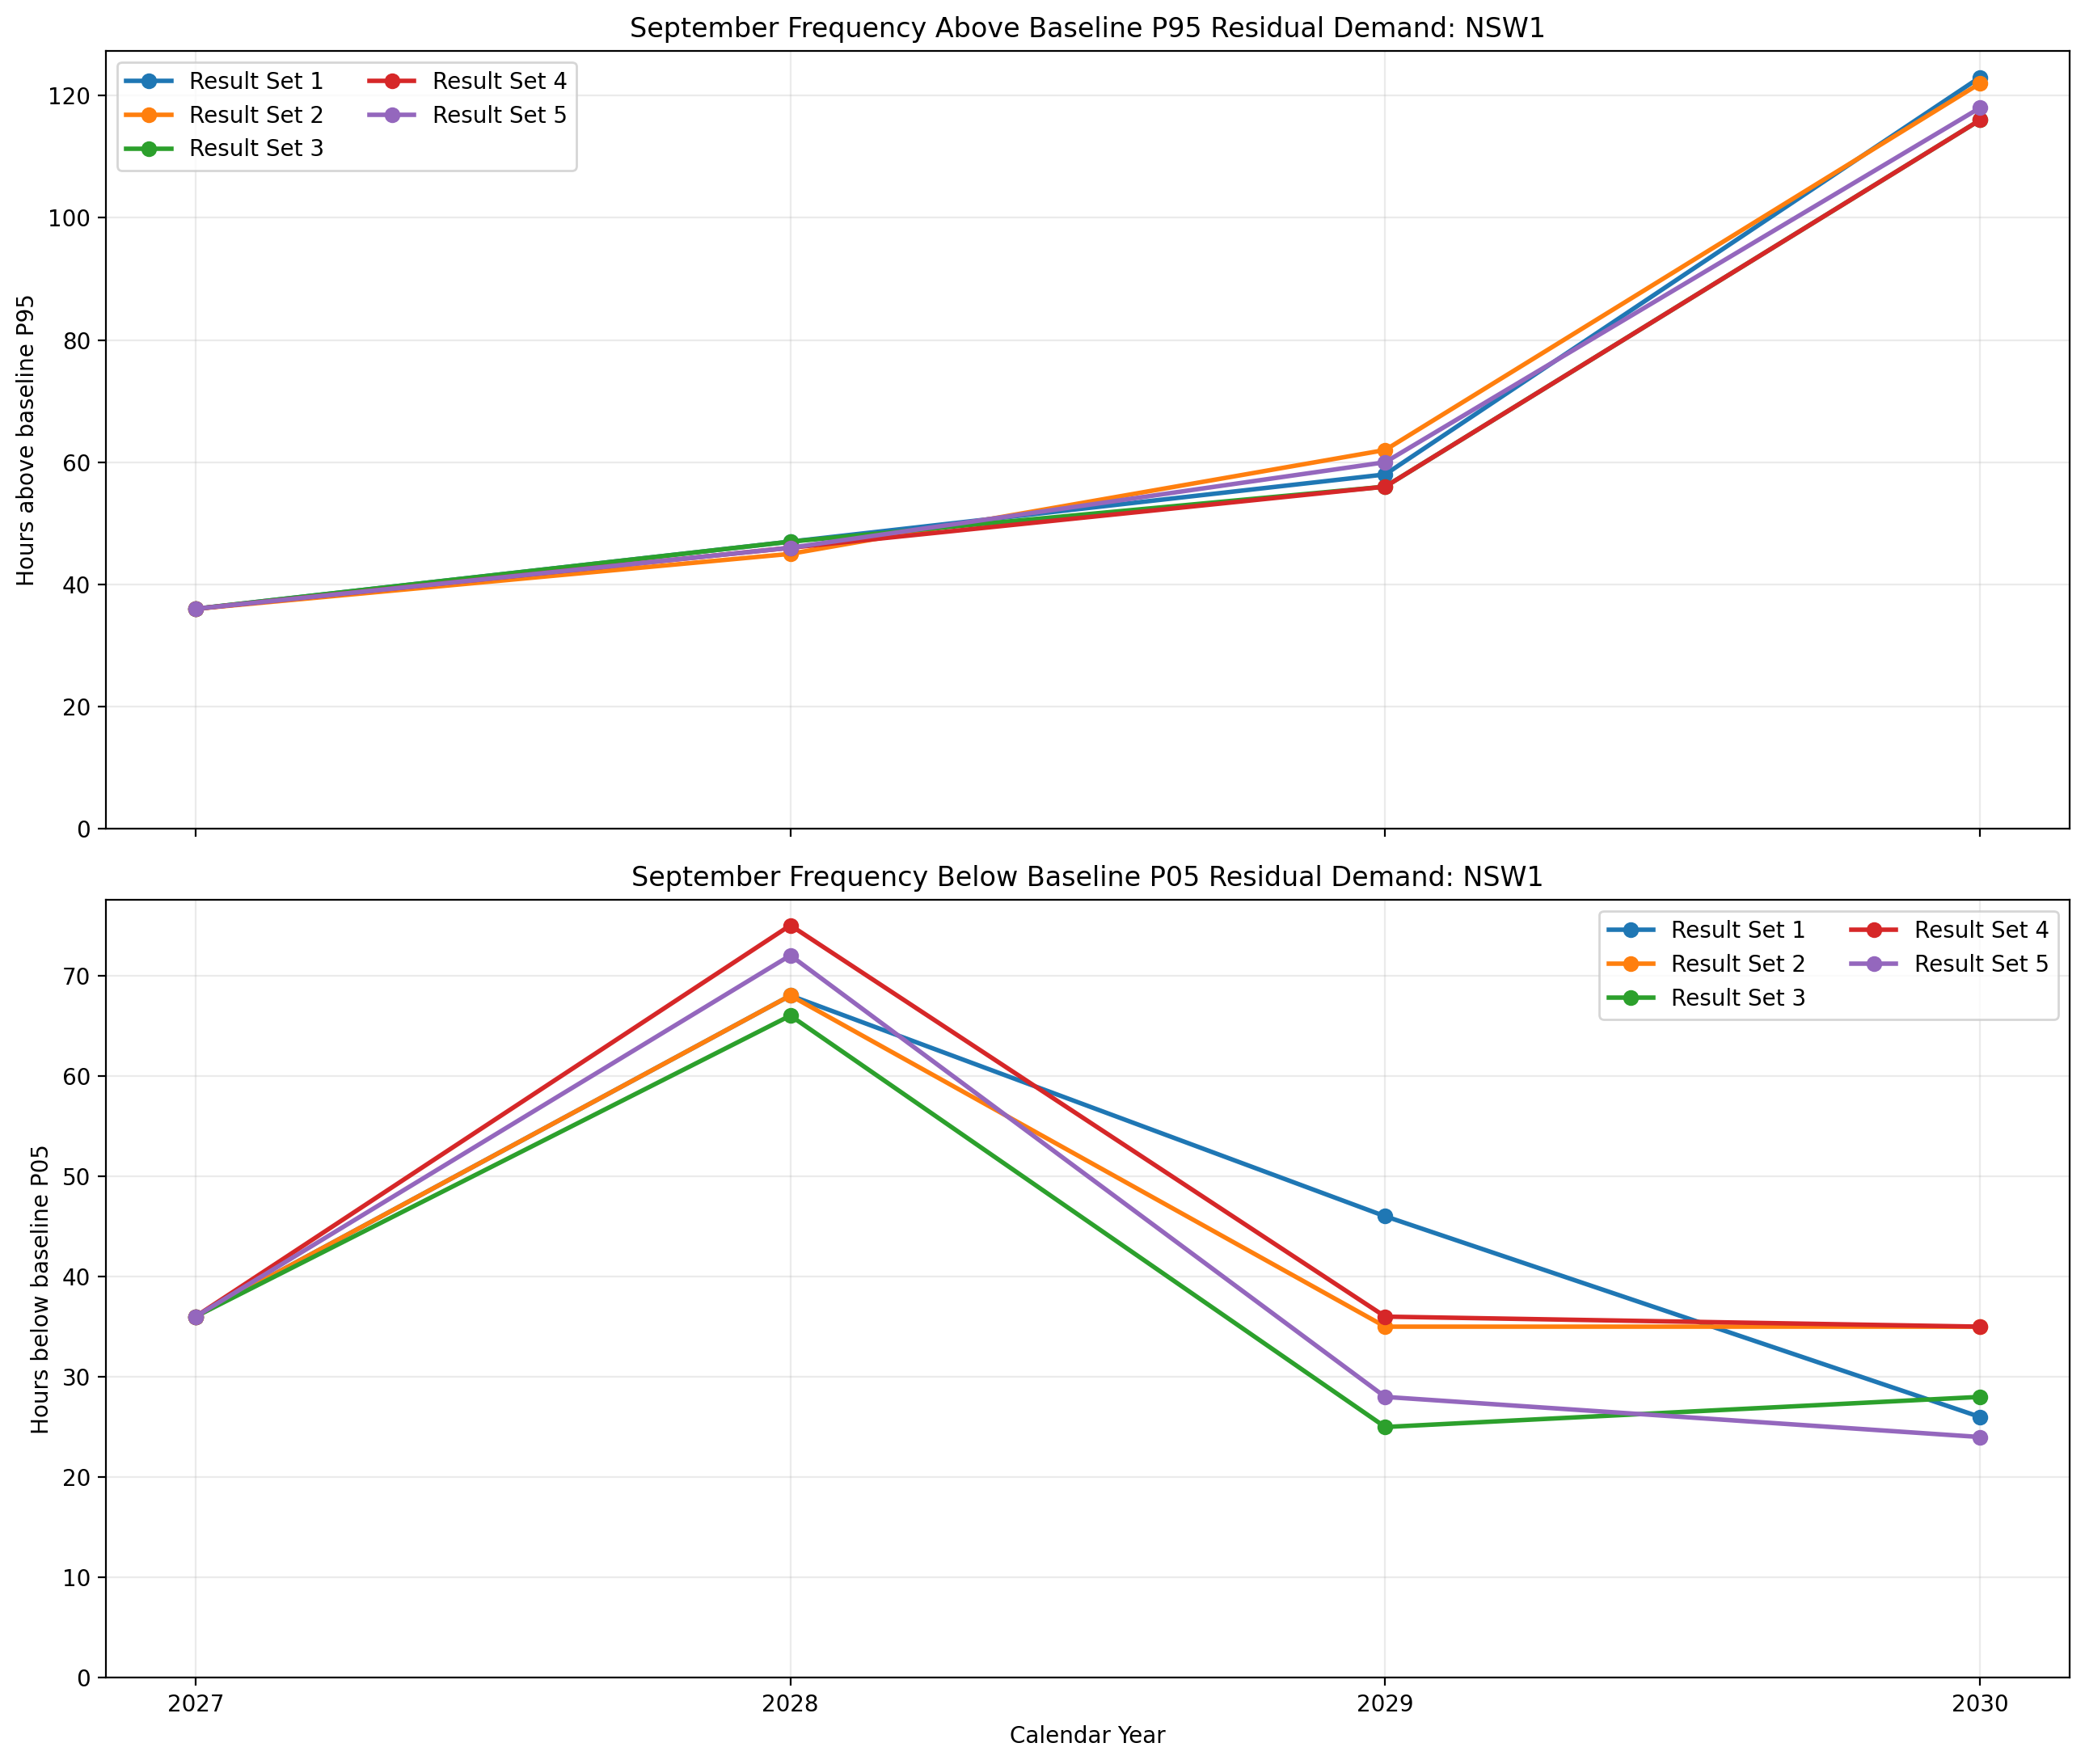 September Frequency Above Baseline P95 Residual Demand: NSW1
Result Set 1
Result Set 2
Result Set 3
Result Set 4
Result Set 5
Hours above baseline P95
120
100
80
60
40
20
0
September Frequency Below Baseline P05 Residual Demand: NSW1
Result Set 1
Result Set 2
Result Set 3
Result Set 4
Result Set 5
Hours below baseline P05
70
60
50
40
30
20
10
0
2027
2028
2029
2030
Calendar Year